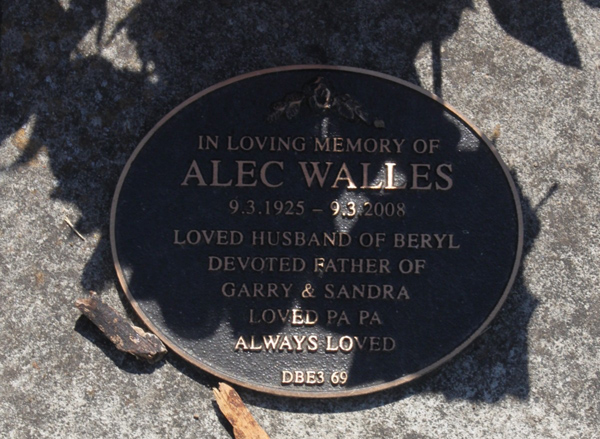 IN LOVING MEMORY OF
ALEC WALLES
9.3.1925 – 9.3.2008
LOVED HUSBAND OF BERYL
DEVOTED FATHER OF
GARRY & SANDRA
LOVED PA PA
ALWAYS LOVED
DBE3 69